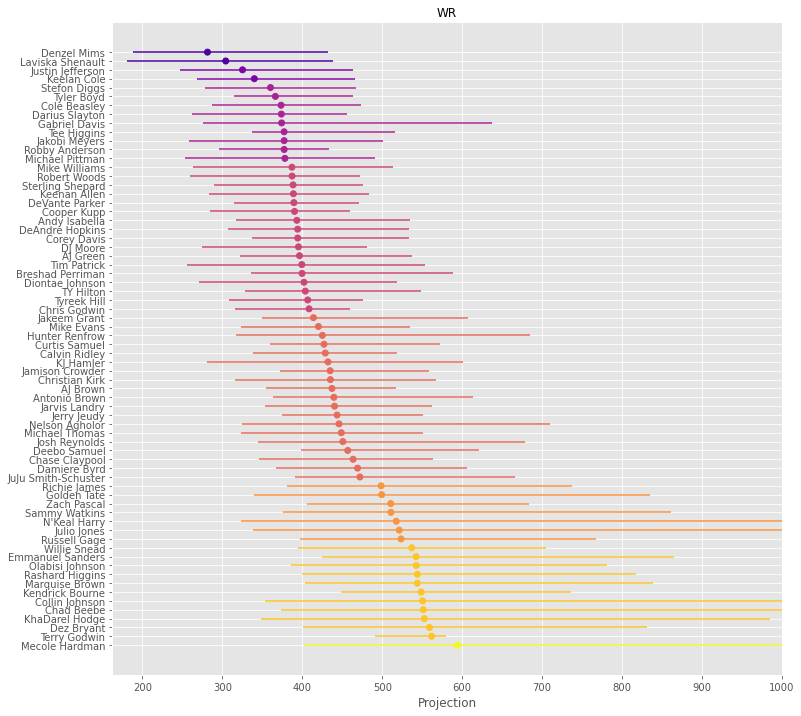 WR
Denzel Mims
Laviska Shenault
Justin Jefferson
Keelan Cole
Stefon Diggs
Tyler Boyd
Cole Beasley
Darius Slayton
Gabriel Davis
Tee Higgins
Jakobi Meyers
Robby Anderson
Michael Pittman
Mike Williams
Robert Woods
Sterling Shepard
Keenan Allen
DeVante Parker
Cooper Kupp
Andy Isabella
DeAndre Hopkins
Corey Davis
DJ Moore
AJ Green
Tim Patrick
Breshad Perriman
Diontae Johnson
TY Hilton
Tyreek Hill
Chris Godwin
Jakeem Grant
Mike Evans
Hunter Renfrow
Curtis Samuel
Calvin Ridley
KJ Hamler
Jamison Crowder
Christian Kirk
AJ Brown
Antonio Brown
Jarvis Landry
Jerry Jeudy
Nelson Agholor
Michael Thomas
Josh Reynolds
Deebo Samuel
Chase Claypool
Damiere Byrd
JuJu Smith-Schuster
Richie James
Golden Tate
Zach Pascal
Sammy Watkins
N'Keal Harry
Julio Jones
Russell Gage
Willie Snead
Emmanuel Sanders
Olabisi Johnson
Rashard Higgins
Marquise Brown
Kendrick Bourne
Collin Johnson
Chad Beebe
KhaDarel Hodge
Dez Bryant
Terry Godwin
Mecole Hardman
200 300 400 500 600 700 800 900 1000
Projection